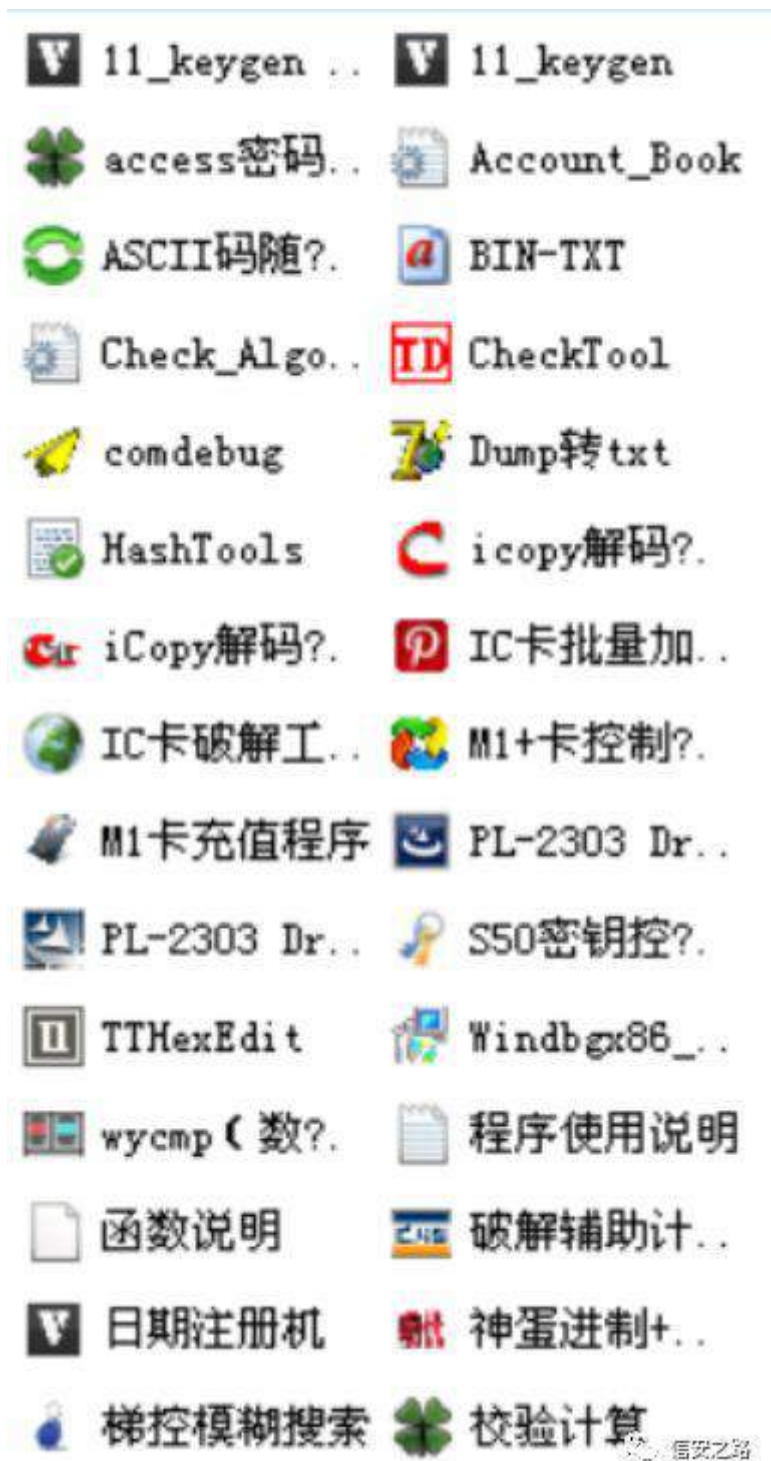 11_keygen .. 11_keygen
access密码.. Account_Book
ASCII码随?. BIN-TXT
Check_Algo.. CheckTool
comdebug Dump转txt
HashTools icopy解码?.
iCopy解码?. IC卡批量加..
IC卡破解工.. M1+卡控制?.
M1卡充值程序 PL-2303 Dr..
PL-2303 Dr.. S50密钥控?.
TTHexEdit Windbgx86_..
wycmp(数?. 程序使用说明
函数说明 破解辅助计..
日期注册机 神蛋进制+..
梯控模糊搜索 校验计算
信安之路